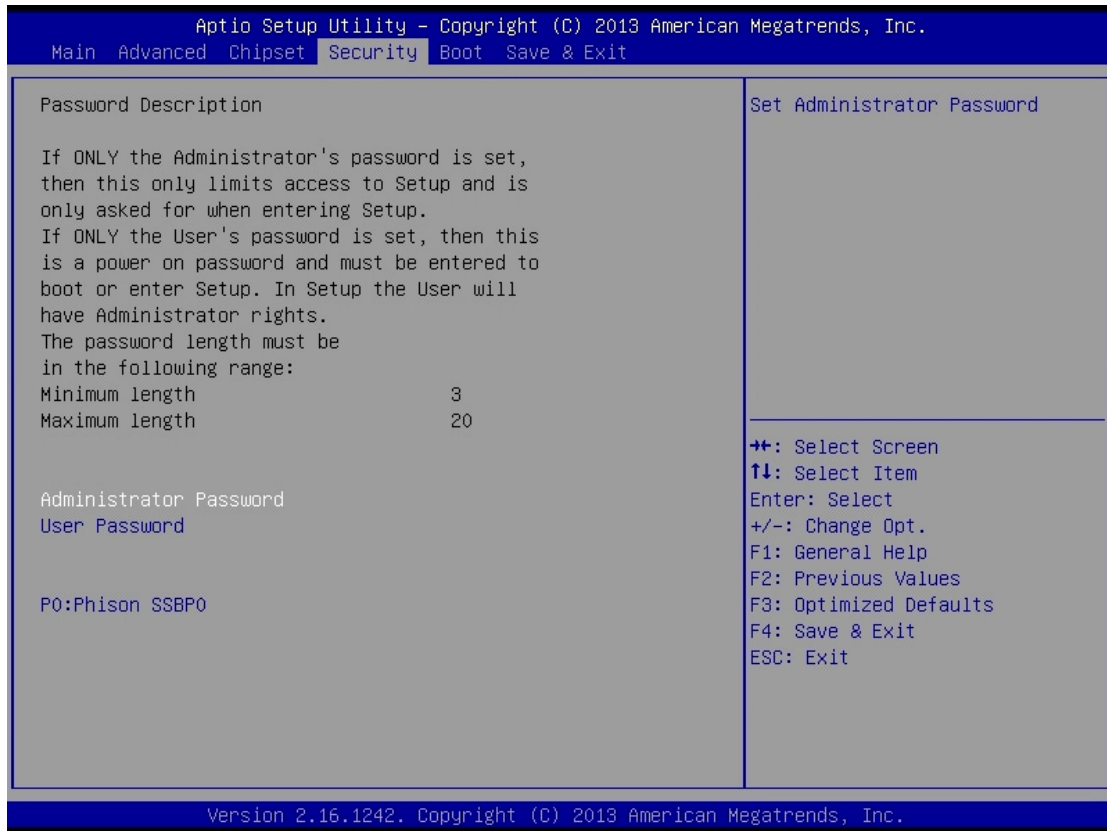 Aptio Setup Utility – Copyright (C) 2013 American Megatrends, Inc.
Main Advanced Chipset Security Boot Save & Exit
Password Description
If ONLY the Administrator's password is set,
then this only limits access to Setup and is
only asked for when entering Setup.
If ONLY the User's password is set, then this
is a power on password and must be entered to
boot or enter Setup. In Setup the User will
have Administrator rights.
The password length must be
in the following range:
Minimum length 3
Maximum length 20
Administrator Password
User Password
P0:Phison SSBP0
Set Administrator Password
→←: Select Screen
↑↓: Select Item
Enter: Select
+/-: Change Opt.
F1: General Help
F2: Previous Values
F3: Optimized Defaults
F4: Save & Exit
ESC: Exit
Version 2.16.1242. Copyright (C) 2013 American Megatrends, Inc.